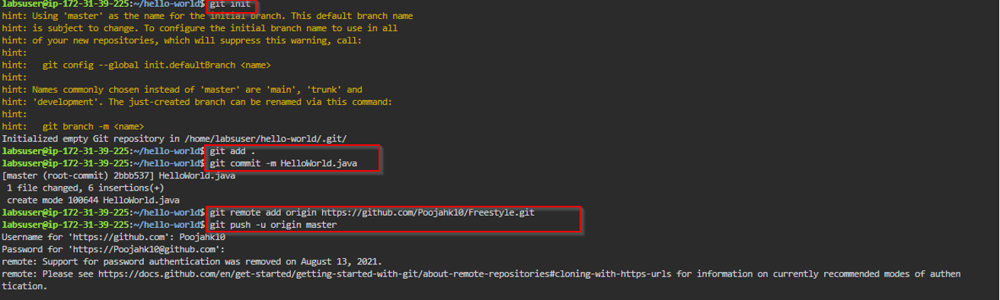 labsuser@ip-172-31-39-225:~/hello-world$ git init
hint: Using 'master' as the name for the initial branch. This default branch name
hint: is subject to change. To configure the initial branch name to use in all
hint: of your new repositories, which will suppress this warning, call:
hint:
hint:   git config --global init.defaultBranch <name>
hint:
hint: Names commonly chosen instead of 'master' are 'main', 'trunk' and
hint: 'development'. The just-created branch can be renamed via this command:
hint:
hint:   git branch -m <name>
Initialized empty Git repository in /home/labsuser/hello-world/.git/
labsuser@ip-172-31-39-225:~/hello-world$ git add .
labsuser@ip-172-31-39-225:~/hello-world$ git commit -m HelloWorld.java
[master (root-commit) 2bbb537] HelloWorld.java
 1 file changed, 6 insertions(+)
 create mode 100644 HelloWorld.java
labsuser@ip-172-31-39-225:~/hello-world$ git remote add origin https://github.com/Poojahk10/Freestyle.git
labsuser@ip-172-31-39-225:~/hello-world$ git push -u origin master
Username for 'https://github.com': Poojahk10
Password for 'https://Poojahk10@github.com':
remote: Support for password authentication was removed on August 13, 2021.
remote: Please see https://docs.github.com/en/get-started/getting-started-with-git/about-remote-repositories#cloning-with-https-urls for information on currently recommended modes of authen
tication.